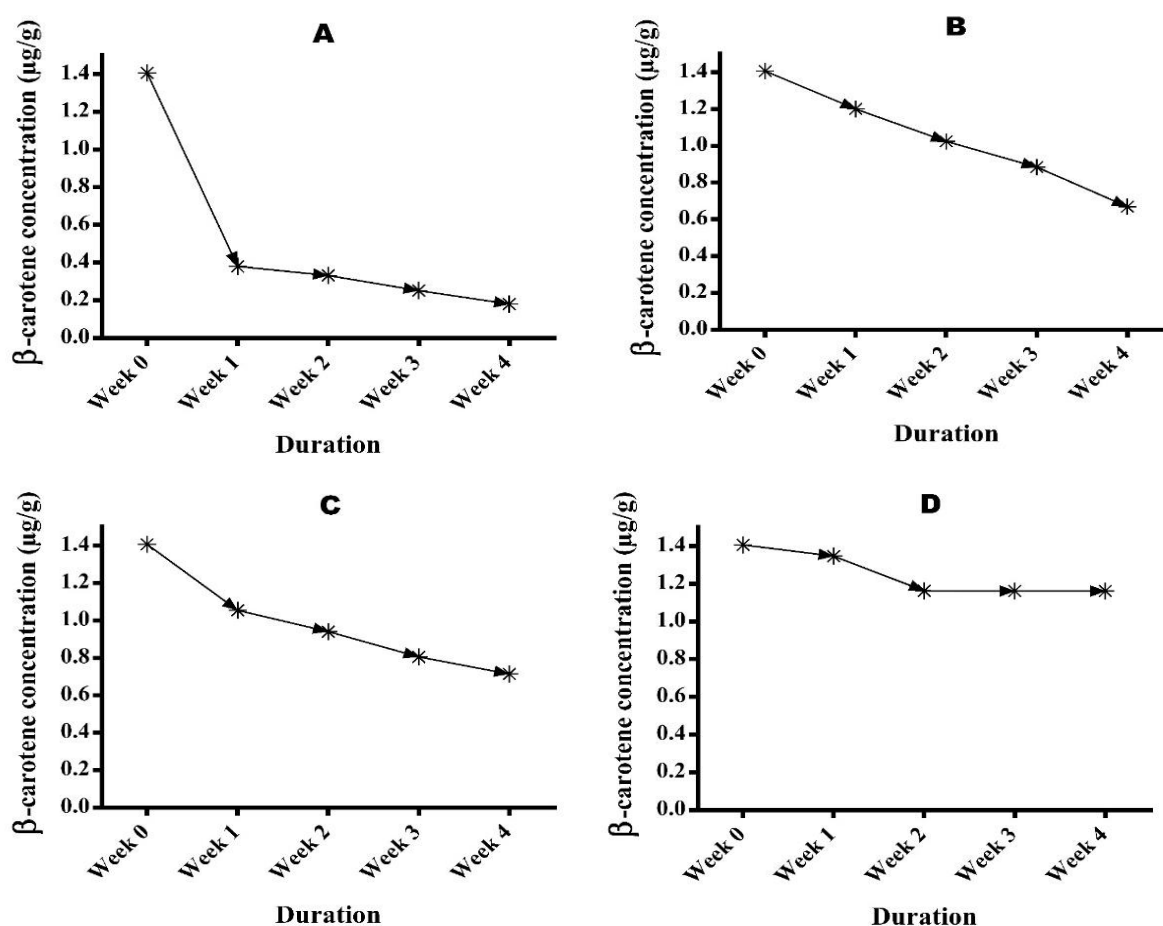 A
β-carotene concentration (µg/g)
1.4
1.2
1.0
0.8
0.6
0.4
0.2
0.0
Week 0
Week 1
Week 2
Week 3
Week 4
Duration
B
β-carotene concentration (µg/g)
1.4
1.2
1.0
0.8
0.6
0.4
0.2
0.0
Week 0
Week 1
Week 2
Week 3
Week 4
Duration
C
β-carotene concentration (µg/g)
1.4
1.2
1.0
0.8
0.6
0.4
0.2
0.0
Week 0
Week 1
Week 2
Week 3
Week 4
Duration
D
β-carotene concentration (µg/g)
1.4
1.2
1.0
0.8
0.6
0.4
0.2
0.0
Week 0
Week 1
Week 2
Week 3
Week 4
Duration